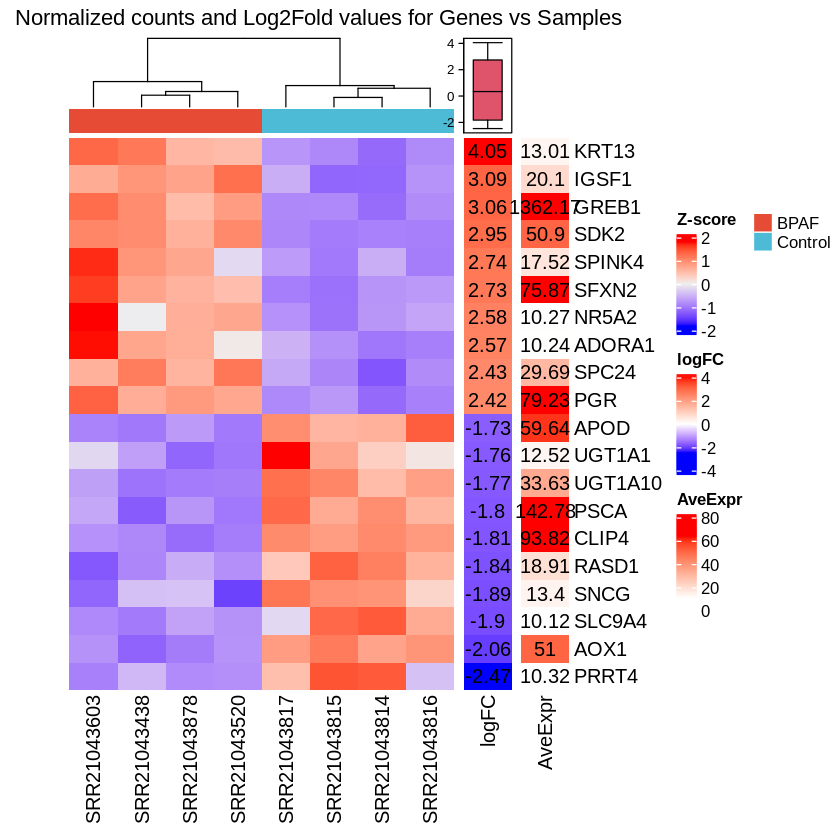 Normalized counts and Log2Fold values for Genes vs Samples
4
2
0
-2
4.05 13.01 KRT13
3.09 20.1 IGSF1
3.06 1362.17 GREB1
2.95 50.9 SDK2
2.74 17.52 SPINK4
2.73 75.87 SFXN2
2.58 10.27 NR5A2
2.57 10.24 ADORA1
2.43 29.69 SPC24
2.42 79.23 PGR
-1.73 59.64 APOD
-1.76 12.52 UGT1A1
-1.77 33.63 UGT1A10
-1.8 142.78 PSCA
-1.81 93.82 CLIP4
-1.84 18.91 RASD1
-1.89 13.4 SNCG
-1.9 10.12 SLC9A4
-2.06 51 AOX1
-2.47 10.32 PRRT4
SRR21043603
SRR21043438
SRR21043878
SRR21043520
SRR21043817
SRR21043815
SRR21043814
SRR21043816
logFC
AveExpr
Z-score
2
1
0
-1
-2
logFC
4
2
0
-2
-4
AveExpr
80
60
40
20
0
BPAF
Control